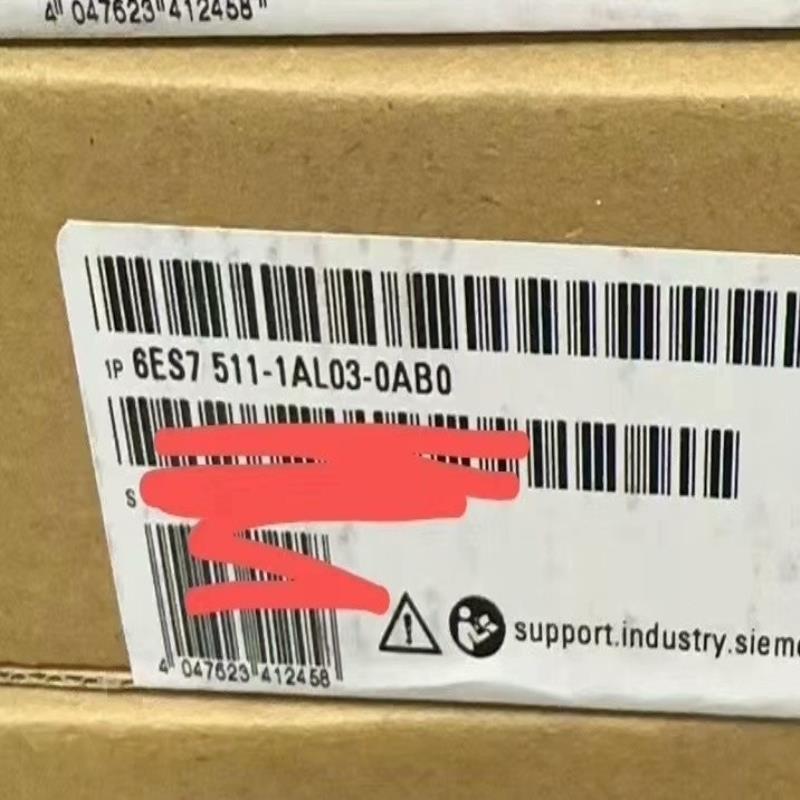 4 047623 412458
1P 6ES7 511-1AL03-0AB0
S
4 047623 412458
support.industry.sieme